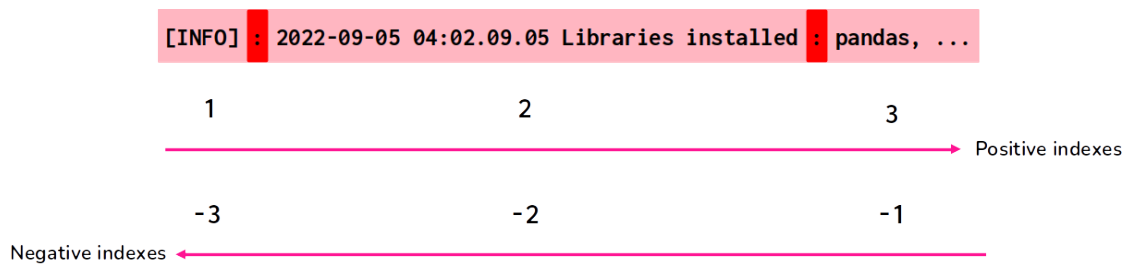 [INFO] : 2022-09-05 04:02.09.05 Libraries installed : pandas, ...
1 2 3
Positive indexes
-3 -2 -1
Negative indexes